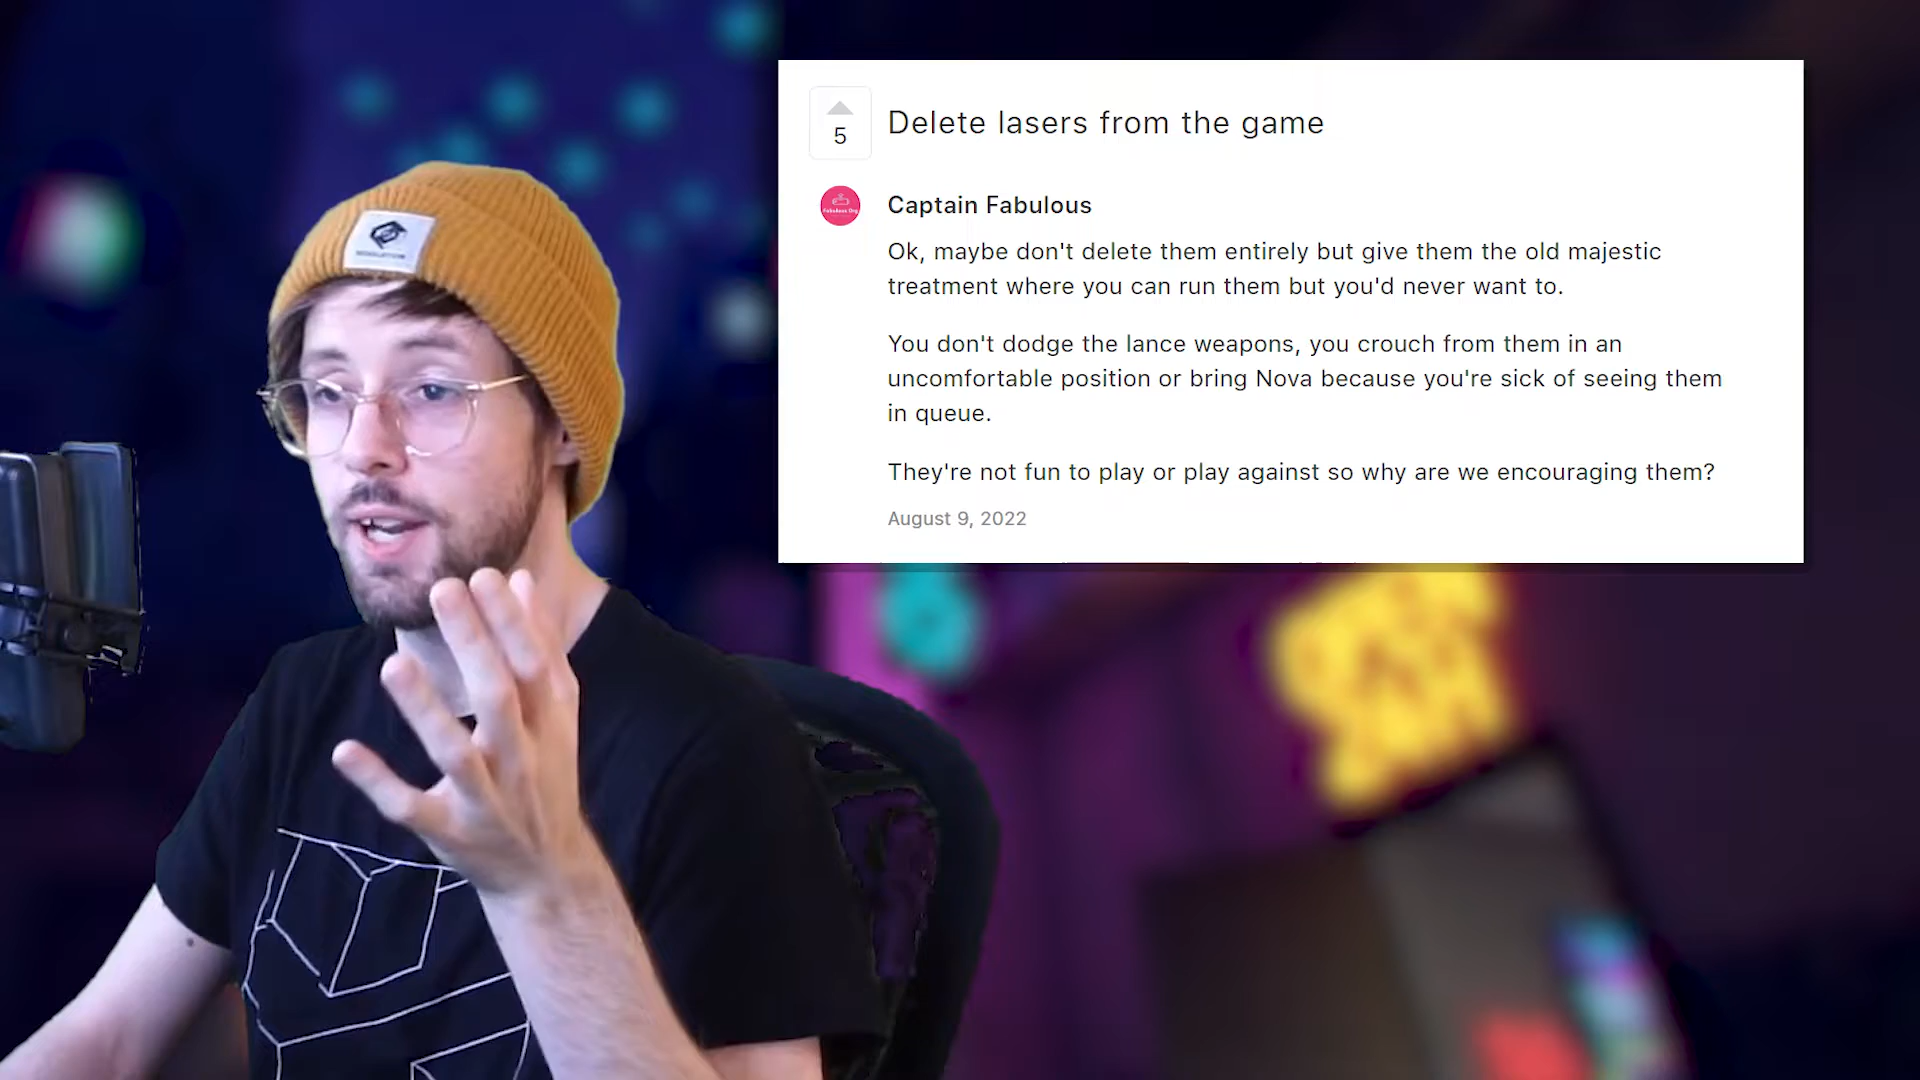 5
Delete lasers from the game
Captain Fabulous
Ok, maybe don't delete them entirely but give them the old majestic
treatment where you can run them but you'd never want to.
You don't dodge the lance weapons, you crouch from them in an
uncomfortable position or bring Nova because you're sick of seeing them
in queue.
They're not fun to play or play against so why are we encouraging them?
August 9, 2022